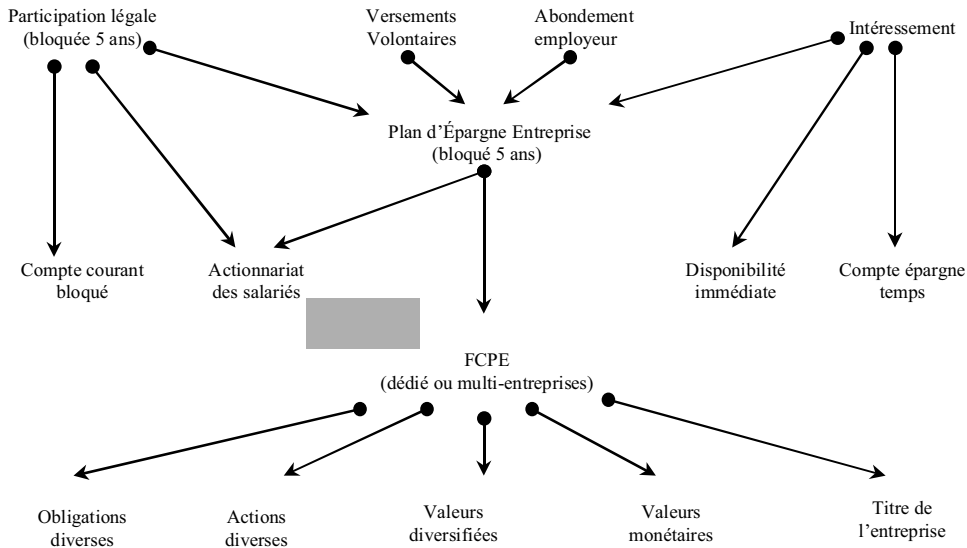 Participation légale
(bloquée 5 ans)
Versements
Volontaires
Abondement
employeur
Intéressement
Plan d’Épargne Entreprise
(bloqué 5 ans)
Compte courant
bloqué
Actionnariat
des salariés
Disponibilité
immédiate
Compte épargne
temps
FCPE
(dédié ou multi-entreprises)
Obligations
diverses
Actions
diverses
Valeurs
diversifiées
Valeurs
monétaires
Titre de
l’entreprise